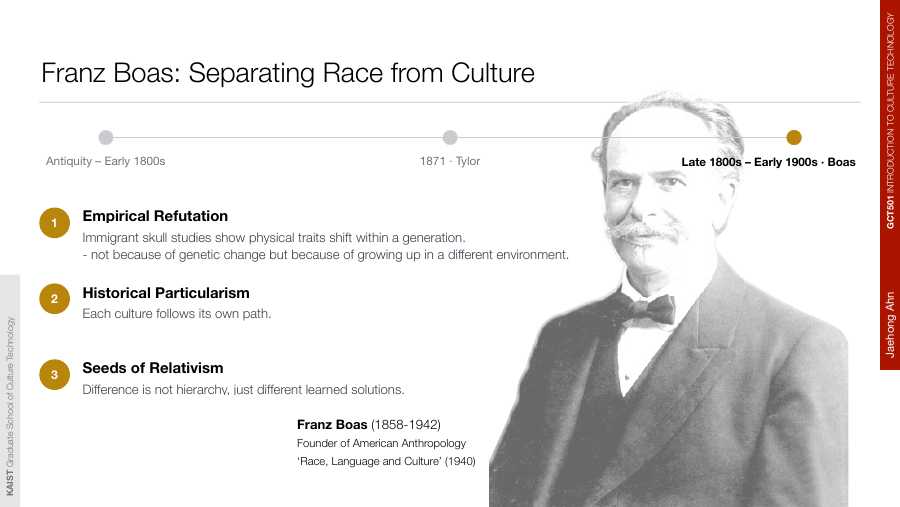 Franz Boas: Separating Race from Culture
Antiquity – Early 1800s
1871 · Tylor
Late 1800s – Early 1900s · Boas
1
Empirical Refutation
Immigrant skull studies show physical traits shift within a generation.
- not because of genetic change but because of growing up in a different environment.
2
Historical Particularism
Each culture follows its own path.
3
Seeds of Relativism
Difference is not hierarchy, just different learned solutions.
Franz Boas (1858-1942)
Founder of American Anthropology
‘Race, Language and Culture’ (1940)
KAIST Graduate School of Culture Technology
GCT501 INTRODUCTION TO CULTURE TECHNOLOGY
Jaehong Ahn